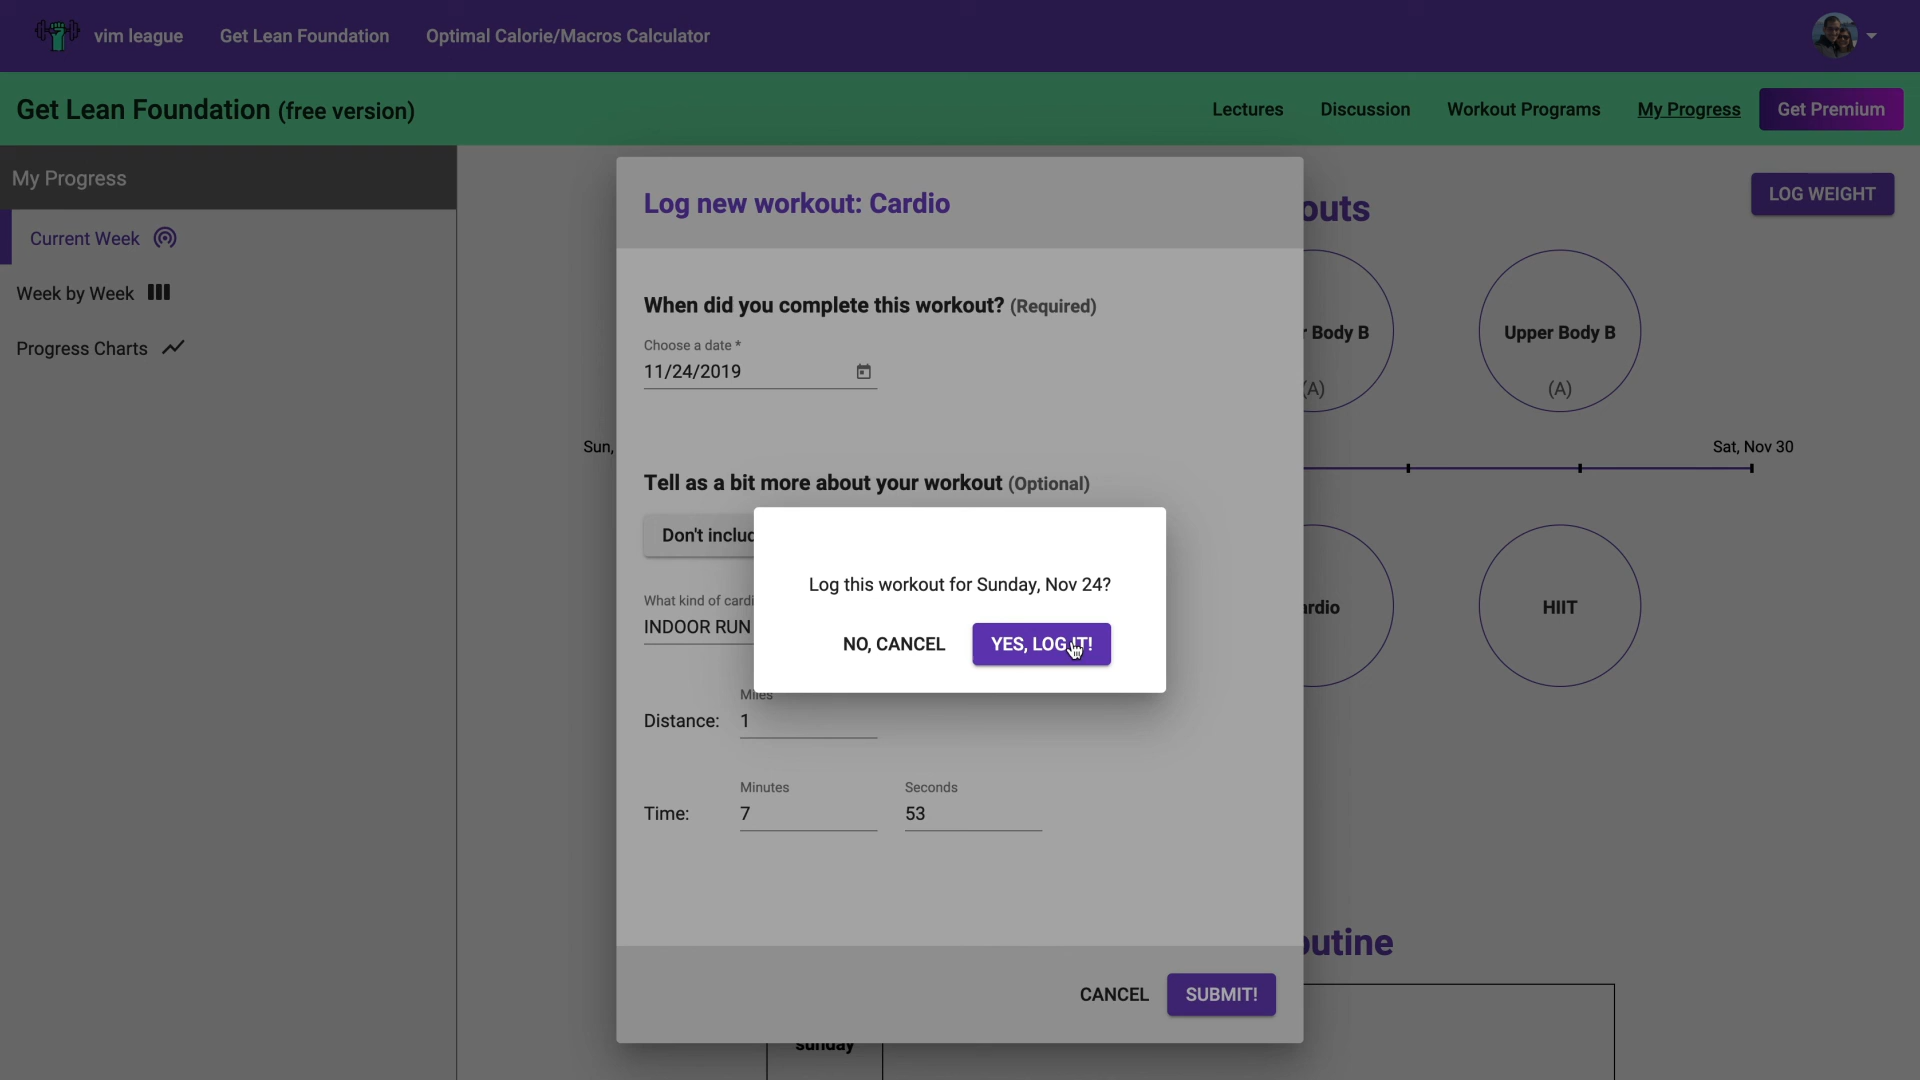 vim league
Get Lean Foundation
Optimal Calorie/Macros Calculator
Get Lean Foundation (free version)
Lectures
Discussion
Workout Programs
My Progress
Get Premium
My Progress
Current Week
Week by Week
Progress Charts
LOG WEIGHT
outs
Log new workout: Cardio
When did you complete this workout? (Required)
Choose a date *
11/24/2019
Body B
(A)
Upper Body B
(A)
Sun,
Sat, Nov 30
Tell as a bit more about your workout (Optional)
Don't includ
Log this workout for Sunday, Nov 24?
NO, CANCEL
YES, LOG IT!
What kind of cardi
INDOOR RUN
ardio
HIIT
Miles
Distance: 1
Minutes
Seconds
Time: 7 53
outine
CANCEL
SUBMIT!
sunday